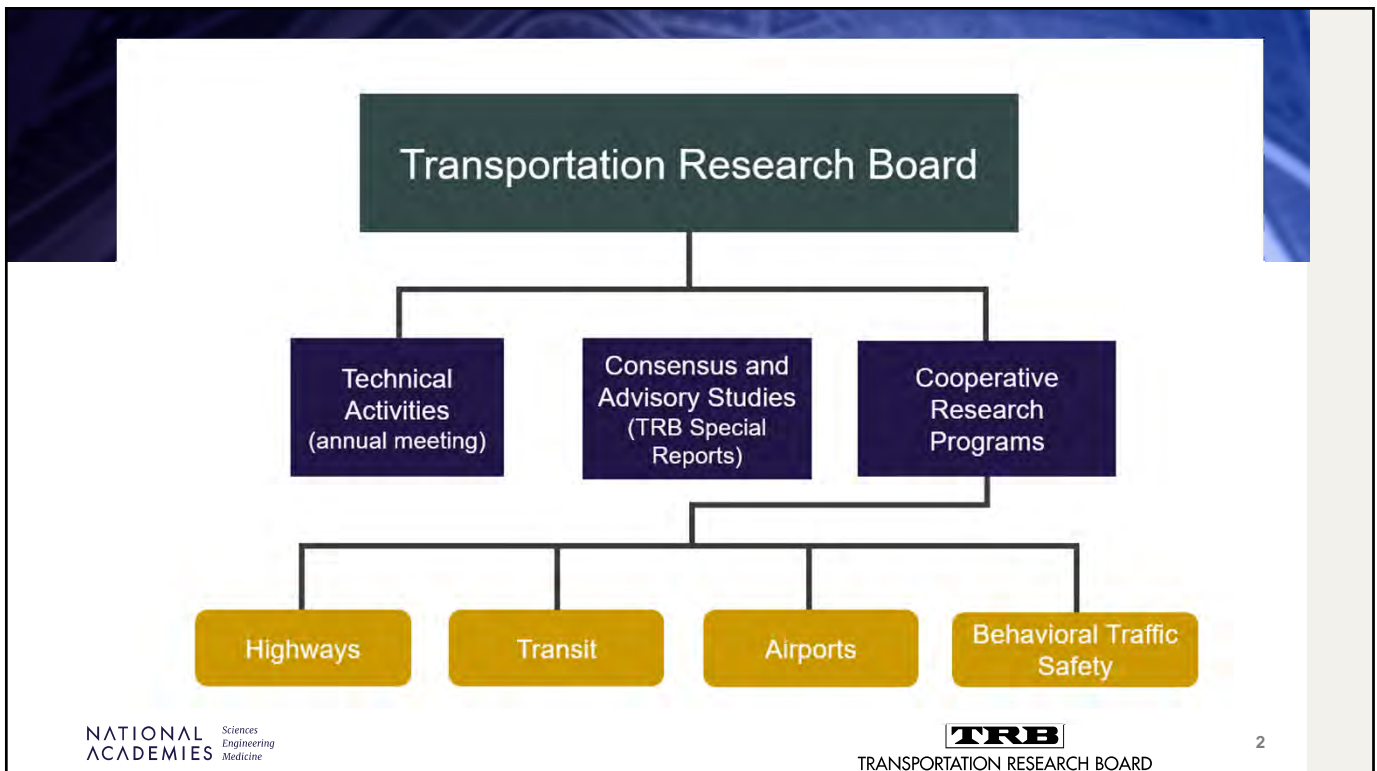 Transportation Research Board
Technical
Activities
(annual meeting)
Consensus and
Advisory Studies
(TRB Special
Reports)
Cooperative
Research
Programs
Highways
Transit
Airports
Behavioral Traffic
Safety
NATIONAL
ACADEMIES
Sciences
Engineering
Medicine
TRB
TRANSPORTATION RESEARCH BOARD
2